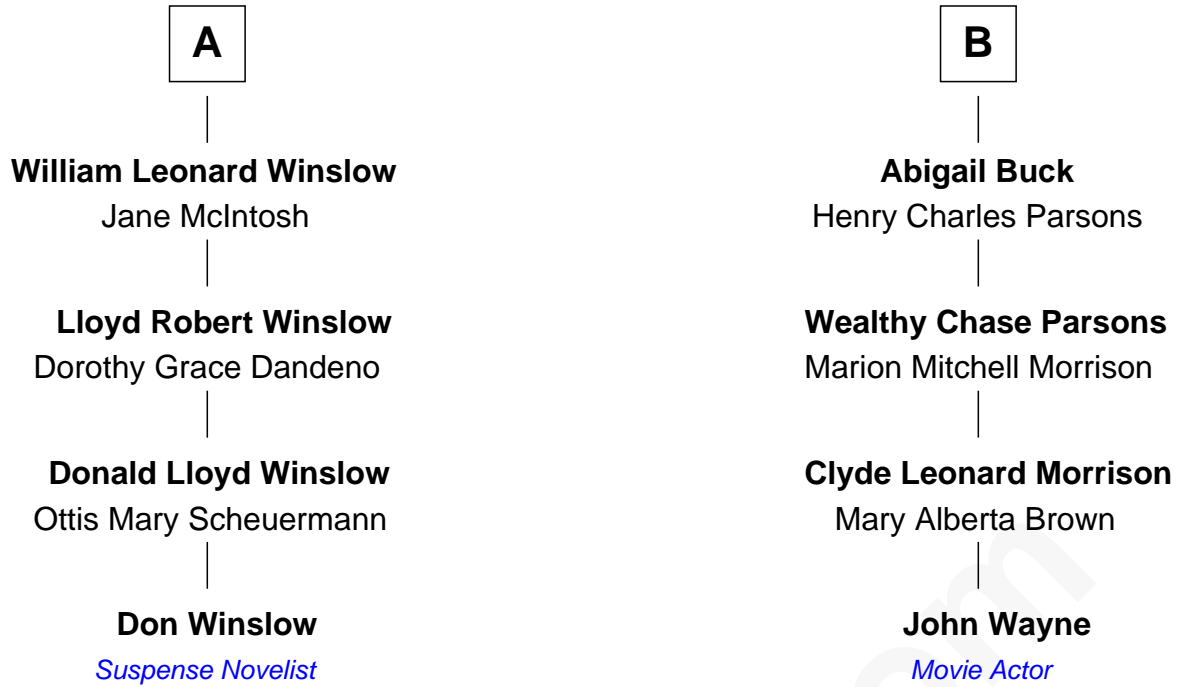 A
William Leonard Winslow
Jane McIntosh
Lloyd Robert Winslow
Dorothy Grace Dandeno
Donald Lloyd Winslow
Ottis Mary Scheuermann
Don Winslow
Suspense Novelist
B
Abigail Buck
Henry Charles Parsons
Wealthy Chase Parsons
Marion Mitchell Morrison
Clyde Leonard Morrison
Mary Alberta Brown
John Wayne
Movie Actor
om